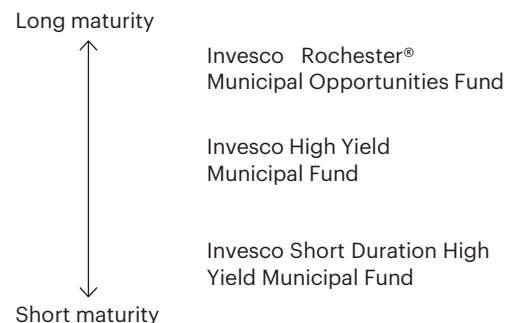 Long maturity
Invesco Rochester®
Municipal Opportunities Fund
Invesco High Yield
Municipal Fund
Invesco Short Duration High
Yield Municipal Fund
Short maturity